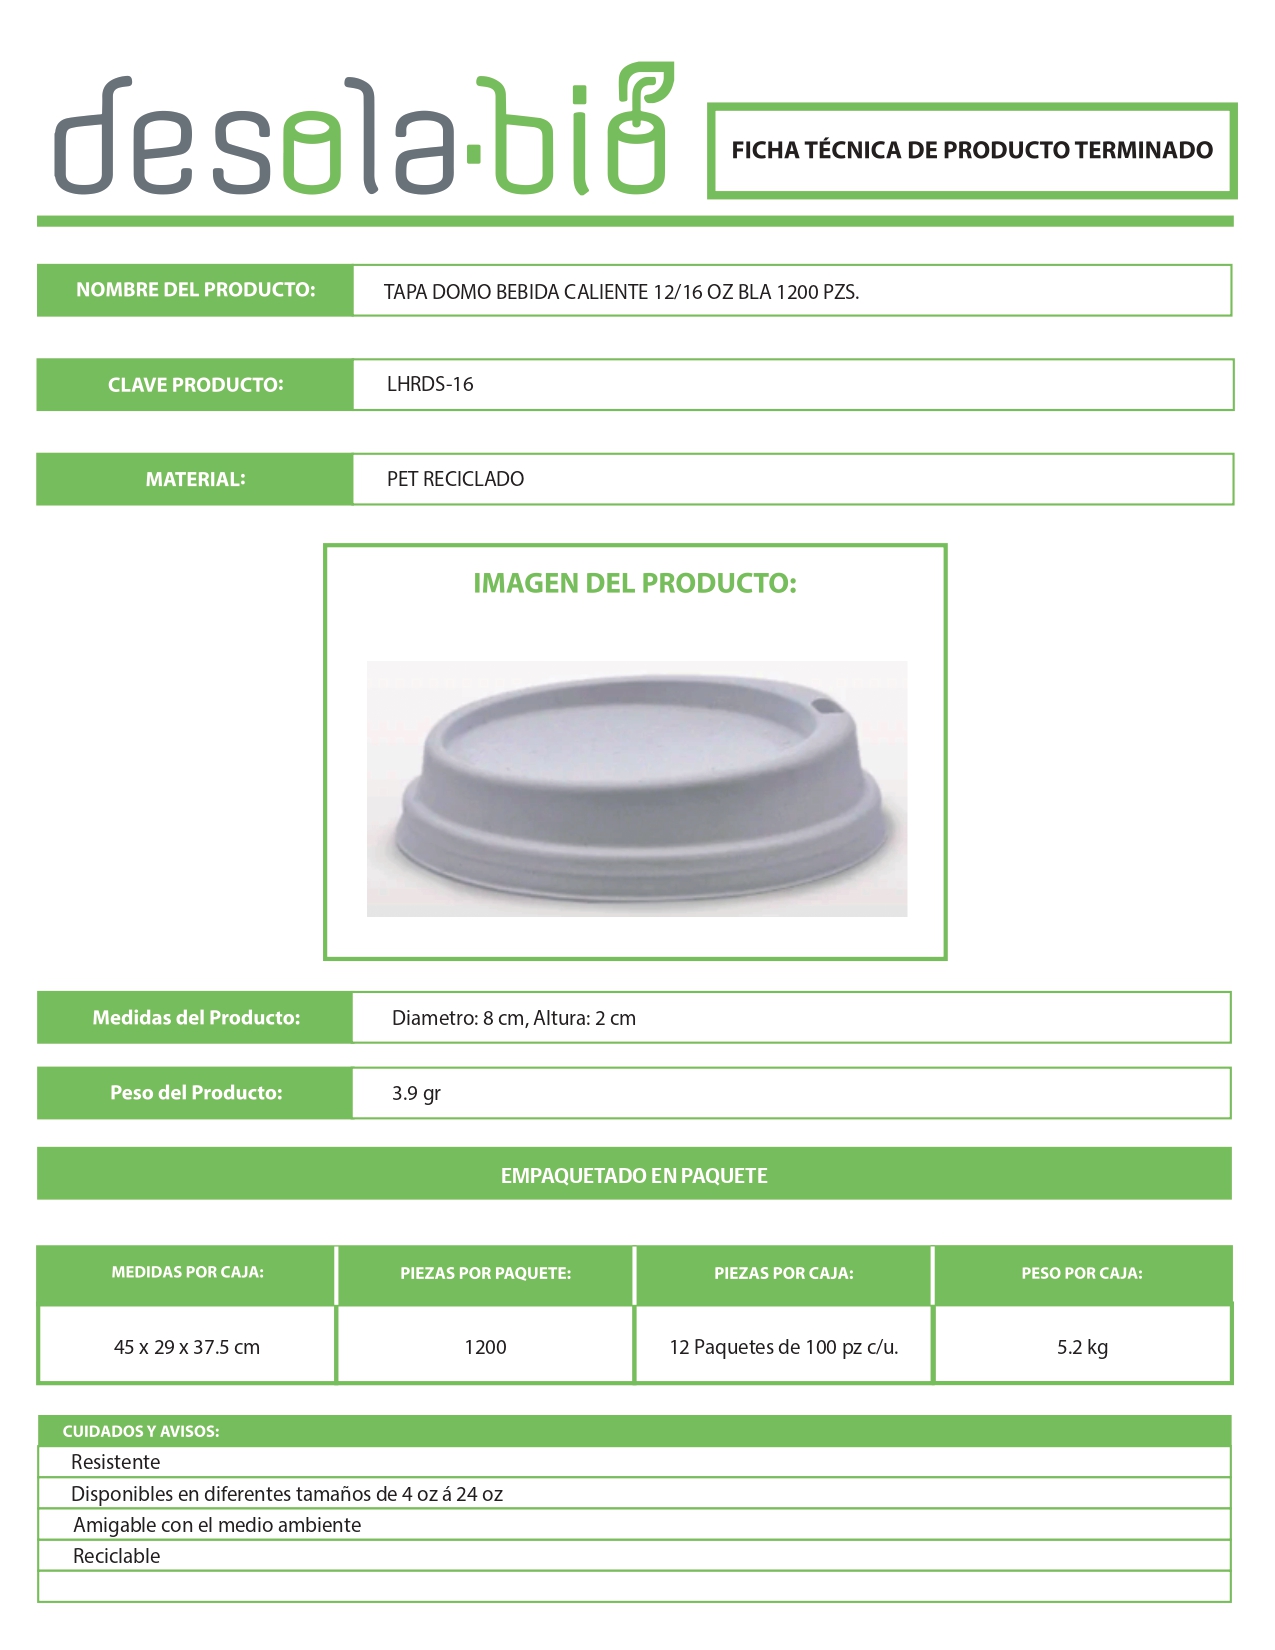 desola.bio
FICHA TÉCNICA DE PRODUCTO TERMINADO
NOMBRE DEL PRODUCTO:
TAPA DOMO BEBIDA CALIENTE 12/16 OZ BLA 1200 PZS.
CLAVE PRODUCTO:
LHRDS-16
MATERIAL:
PET RECICLADO
IMAGEN DEL PRODUCTO:
Medidas del Producto:
Diametro: 8 cm, Altura: 2 cm
Peso del Producto:
3.9 gr
EMPAQUETADO EN PAQUETE
MEDIDAS POR CAJA:
PIEZAS POR PAQUETE:
PIEZAS POR CAJA:
PESO POR CAJA:
45 x 29 x 37.5 cm
1200
12 Paquetes de 100 pz c/u.
5.2 kg
CUIDADOS Y AVISOS:
Resistente
Disponibles en diferentes tamaños de 4 oz á 24 oz
Amigable con el medio ambiente
Reciclable